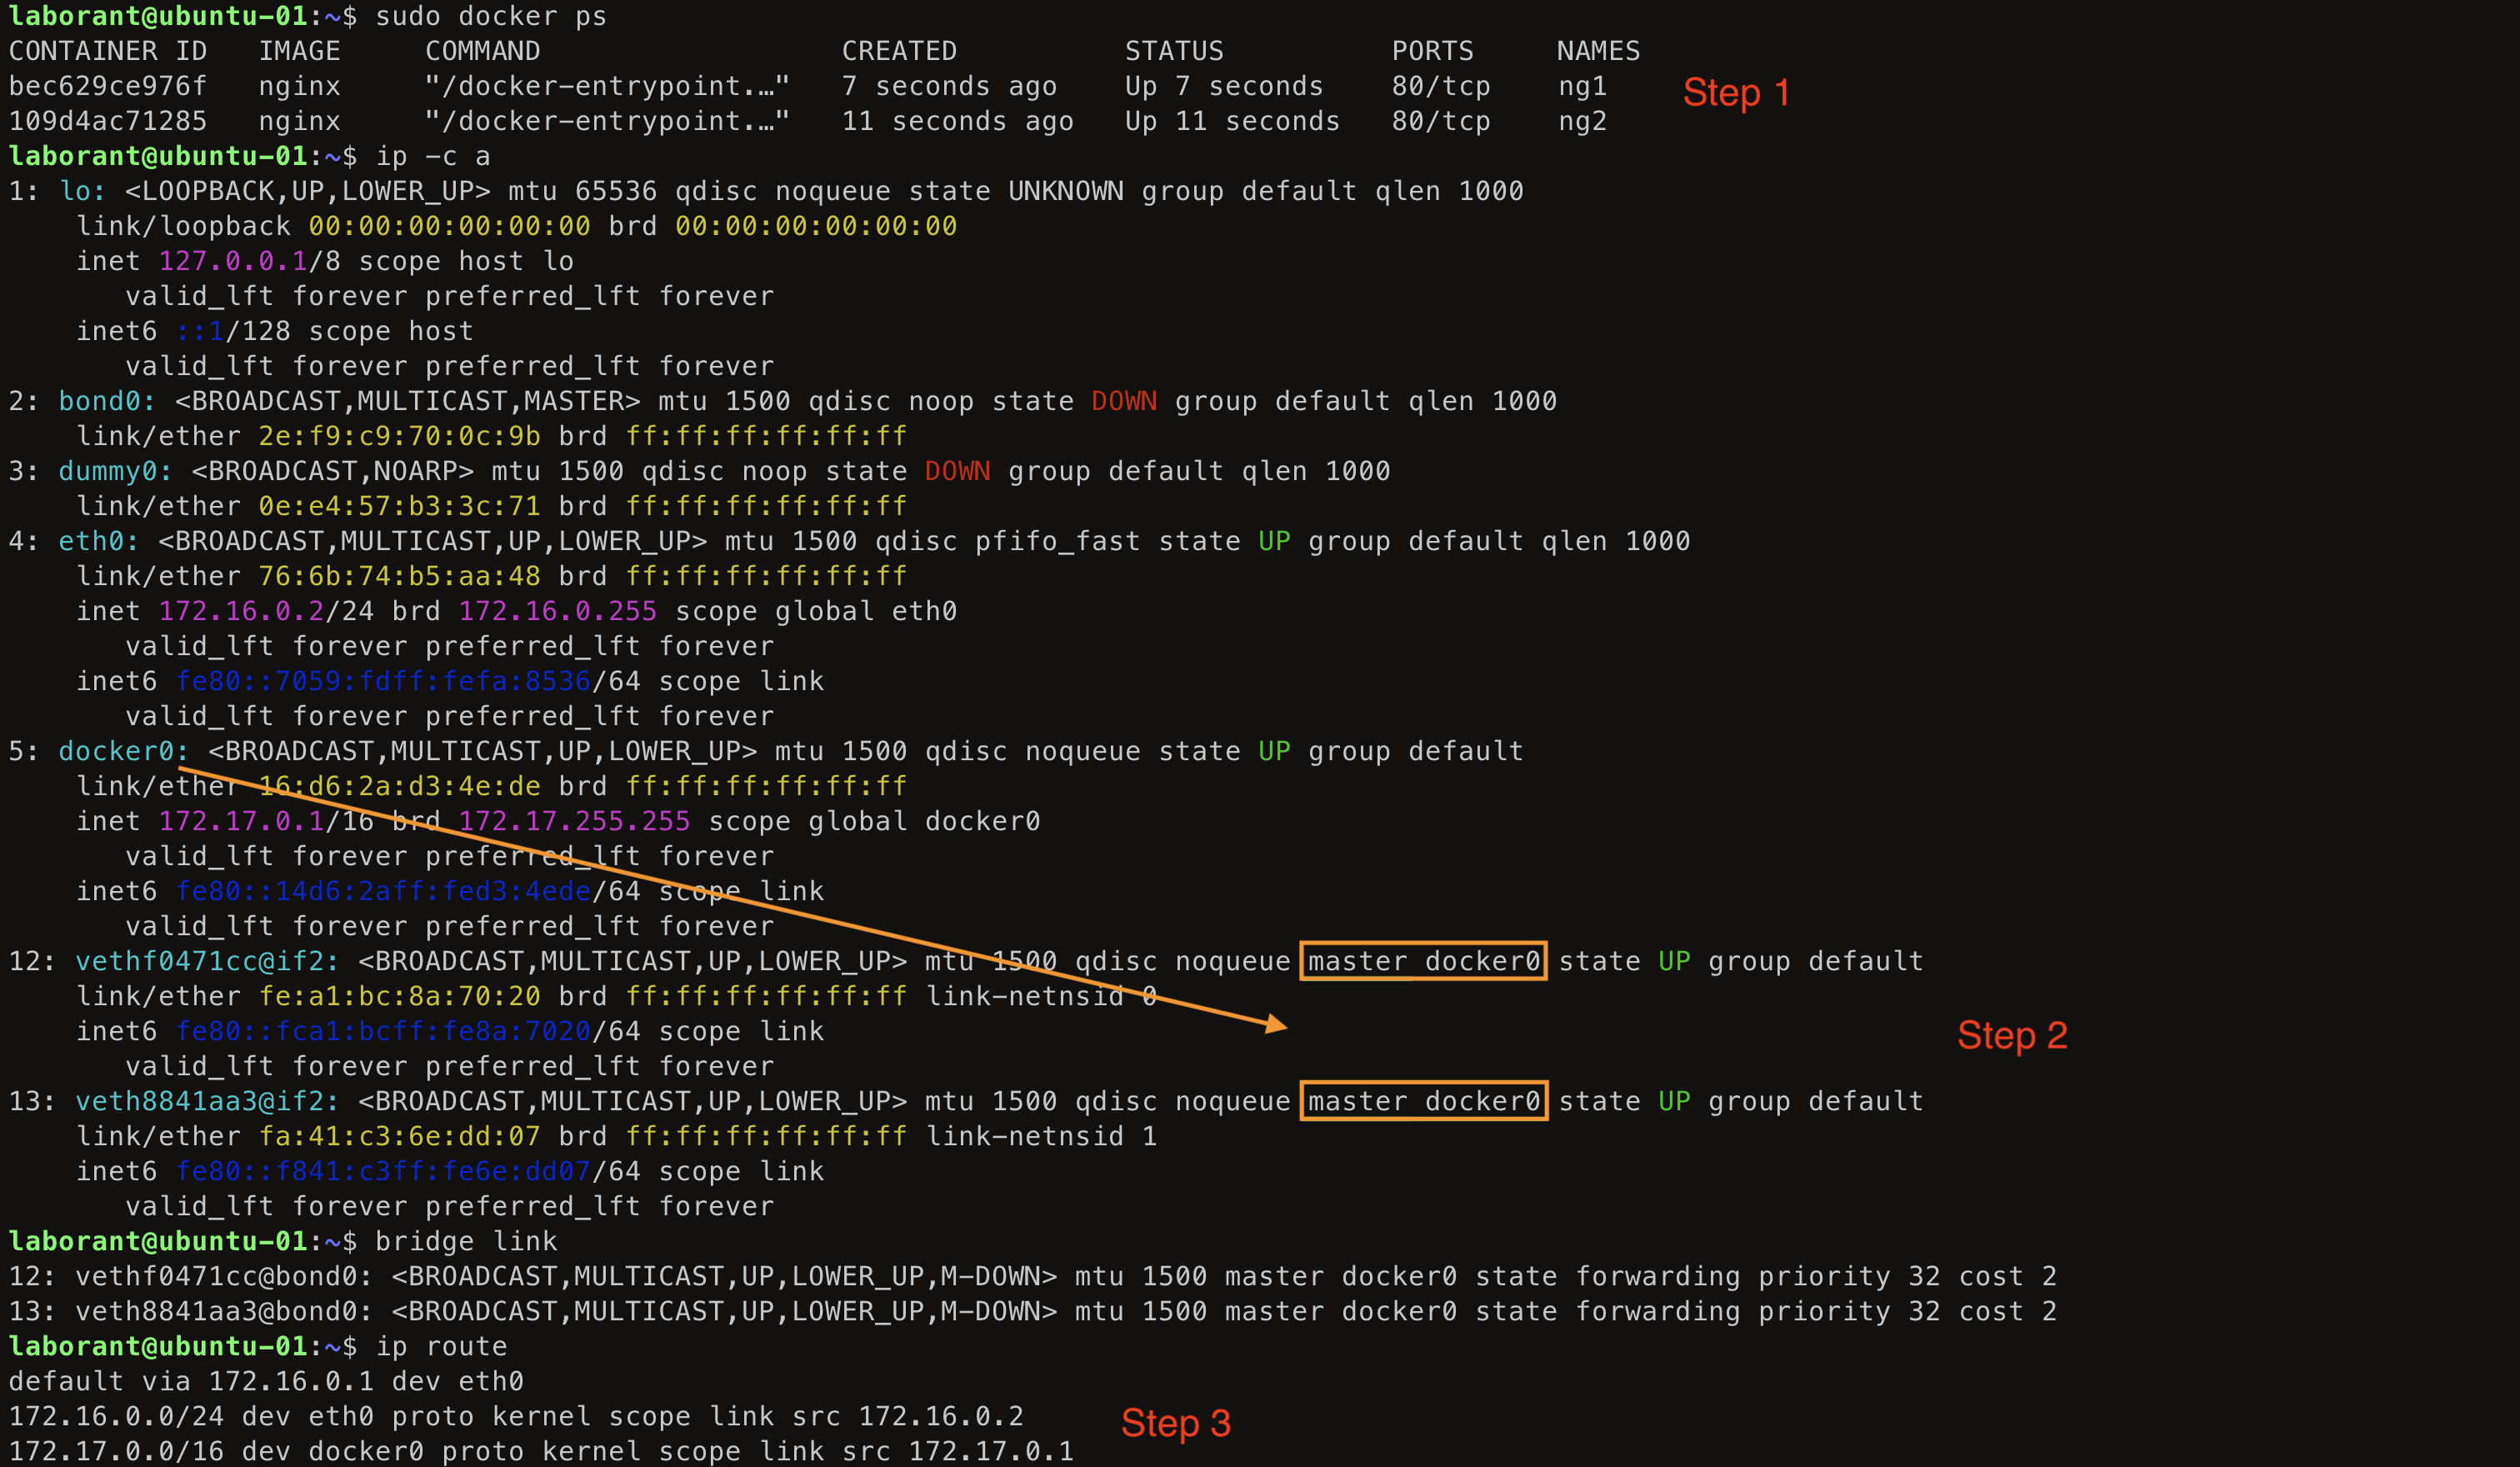 laborant@ubuntu-01:~$ sudo docker ps
CONTAINER ID   IMAGE     COMMAND                  CREATED          STATUS          PORTS     NAMES
bec629ce976f   nginx     "/docker-entrypoint.…"   7 seconds ago    Up 7 seconds    80/tcp    ng1
Step 1
109d4ac71285   nginx     "/docker-entrypoint.…"   11 seconds ago   Up 11 seconds   80/tcp    ng2
laborant@ubuntu-01:~$ ip -c a
1: lo: <LOOPBACK,UP,LOWER_UP> mtu 65536 qdisc noqueue state UNKNOWN group default qlen 1000
    link/loopback 00:00:00:00:00:00 brd 00:00:00:00:00:00
    inet 127.0.0.1/8 scope host lo
       valid_lft forever preferred_lft forever
    inet6 ::1/128 scope host
       valid_lft forever preferred_lft forever
2: bond0: <BROADCAST,MULTICAST,MASTER> mtu 1500 qdisc noop state DOWN group default qlen 1000
    link/ether 2e:f9:c9:70:0c:9b brd ff:ff:ff:ff:ff:ff
3: dummy0: <BROADCAST,NOARP> mtu 1500 qdisc noop state DOWN group default qlen 1000
    link/ether 0e:e4:57:b3:3c:71 brd ff:ff:ff:ff:ff:ff
4: eth0: <BROADCAST,MULTICAST,UP,LOWER_UP> mtu 1500 qdisc pfifo_fast state UP group default qlen 1000
    link/ether 76:6b:74:b5:aa:48 brd ff:ff:ff:ff:ff:ff
    inet 172.16.0.2/24 brd 172.16.0.255 scope global eth0
       valid_lft forever preferred_lft forever
    inet6 fe80::7059:fdff:fefa:8536/64 scope link
       valid_lft forever preferred_lft forever
5: docker0: <BROADCAST,MULTICAST,UP,LOWER_UP> mtu 1500 qdisc noqueue state UP group default
    link/ether 16:d6:2a:d3:4e:de brd ff:ff:ff:ff:ff:ff
    inet 172.17.0.1/16 brd 172.17.255.255 scope global docker0
       valid_lft forever preferred_lft forever
    inet6 fe80::14d6:2aff:fed3:4ede/64 scope link
       valid_lft forever preferred_lft forever
12: vethf0471cc@if2: <BROADCAST,MULTICAST,UP,LOWER_UP> mtu 1500 qdisc noqueue master docker0 state UP group default
    link/ether fe:a1:bc:8a:70:20 brd ff:ff:ff:ff:ff:ff link-netnsid 0
    inet6 fe80::fca1:bcff:fe8a:7020/64 scope link
Step 2
       valid_lft forever preferred_lft forever
13: veth8841aa3@if2: <BROADCAST,MULTICAST,UP,LOWER_UP> mtu 1500 qdisc noqueue master docker0 state UP group default
    link/ether fa:41:c3:6e:dd:07 brd ff:ff:ff:ff:ff:ff link-netnsid 1
    inet6 fe80::f841:c3ff:fe6e:dd07/64 scope link
       valid_lft forever preferred_lft forever
laborant@ubuntu-01:~$ bridge link
12: vethf0471cc@bond0: <BROADCAST,MULTICAST,UP,LOWER_UP,M-DOWN> mtu 1500 master docker0 state forwarding priority 32 cost 2
13: veth8841aa3@bond0: <BROADCAST,MULTICAST,UP,LOWER_UP,M-DOWN> mtu 1500 master docker0 state forwarding priority 32 cost 2
laborant@ubuntu-01:~$ ip route
default via 172.16.0.1 dev eth0
172.16.0.0/24 dev eth0 proto kernel scope link src 172.16.0.2
Step 3
172.17.0.0/16 dev docker0 proto kernel scope link src 172.17.0.1